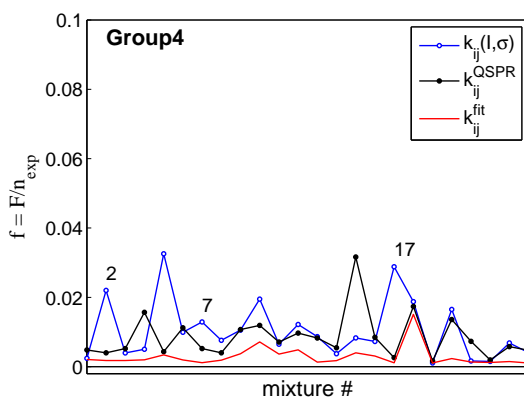 0.1
Group4
k_ij(I,σ)
k_ij^QSPR
k_ij^fit
0.08
0.06
0.04
0.02
0
f = F/n_exp
2
7
17
mixture #